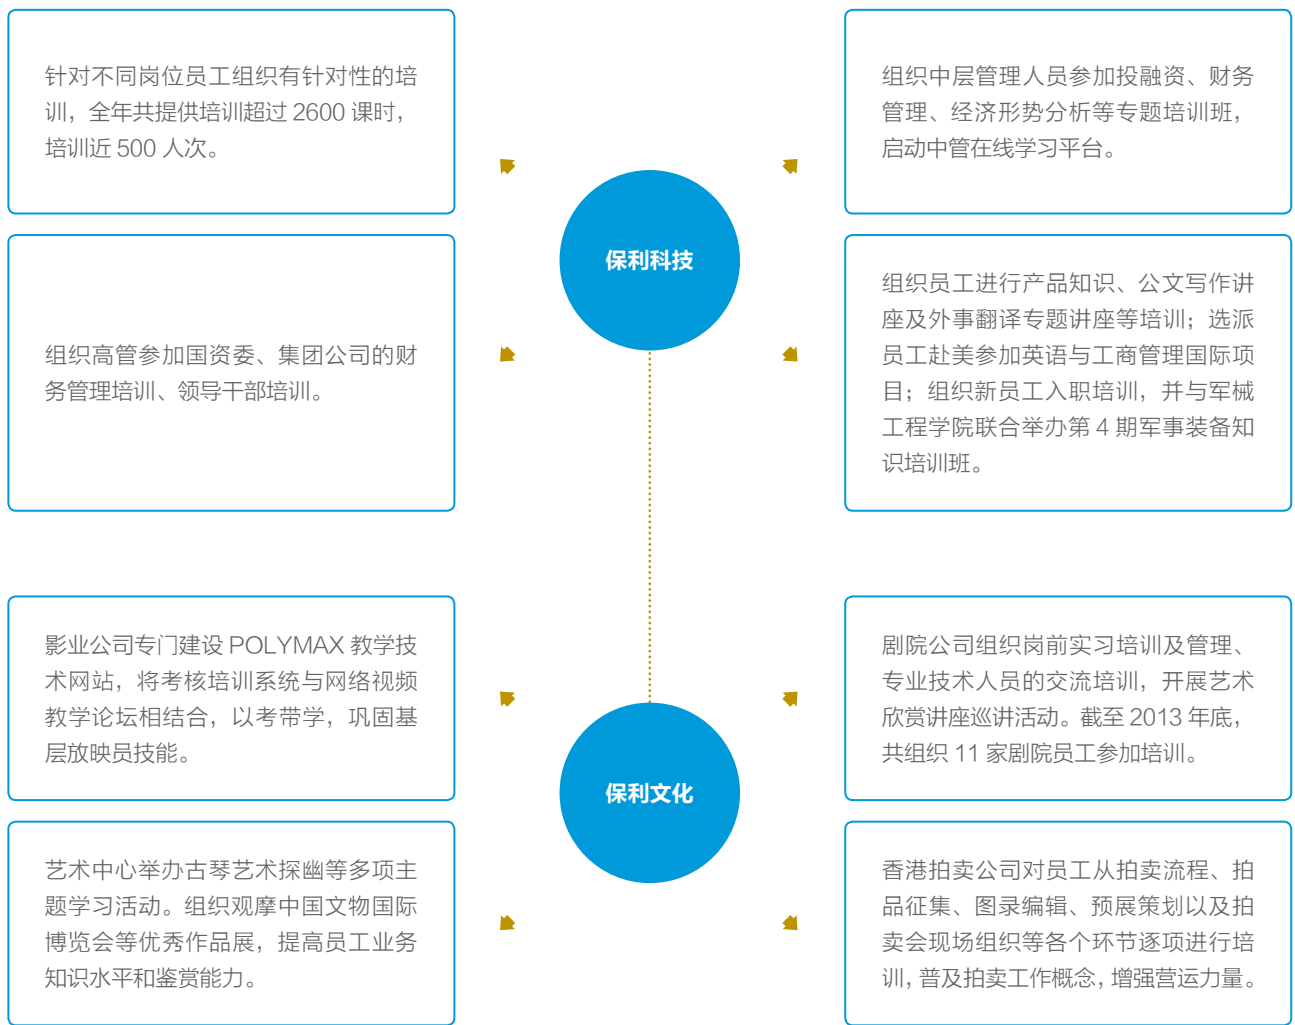 针对不同岗位员工组织有针对性的培
训，全年共提供培训超过 2600 课时，
培训近 500 人次。
组织中层管理人员参加投融资、财务
管理、经济形势分析等专题培训班，
启动中管在线学习平台。
保利科技
组织高管参加国资委、集团公司的财
务管理培训、领导干部培训。
组织员工进行产品知识、公文写作讲
座及外事翻译专题讲座等培训；选派
员工赴美参加英语与工商管理国际项
目；组织新员工入职培训，并与军械
工程学院联合举办第 4 期军事装备知
识培训班。
影业公司专门建设 POLYMAX 教学技
术网站，将考核培训系统与网络视频
教学论坛相结合，以考带学，巩固基
层放映员技能。
剧院公司组织岗前实习培训及管理、
专业技术人员的交流培训，开展艺术
欣赏讲座巡讲活动。截至 2013 年底，
共组织 11 家剧院员工参加培训。
保利文化
艺术中心举办古琴艺术探幽等多项主
题学习活动。组织观摩中国文物国际
博览会等优秀作品展，提高员工业务
知识水平和鉴赏能力。
香港拍卖公司对员工从拍卖流程、拍
品征集、图录编辑、预展策划以及拍
卖会现场组织等各个环节逐项进行培
训，普及拍卖工作概念，增强营运力量。